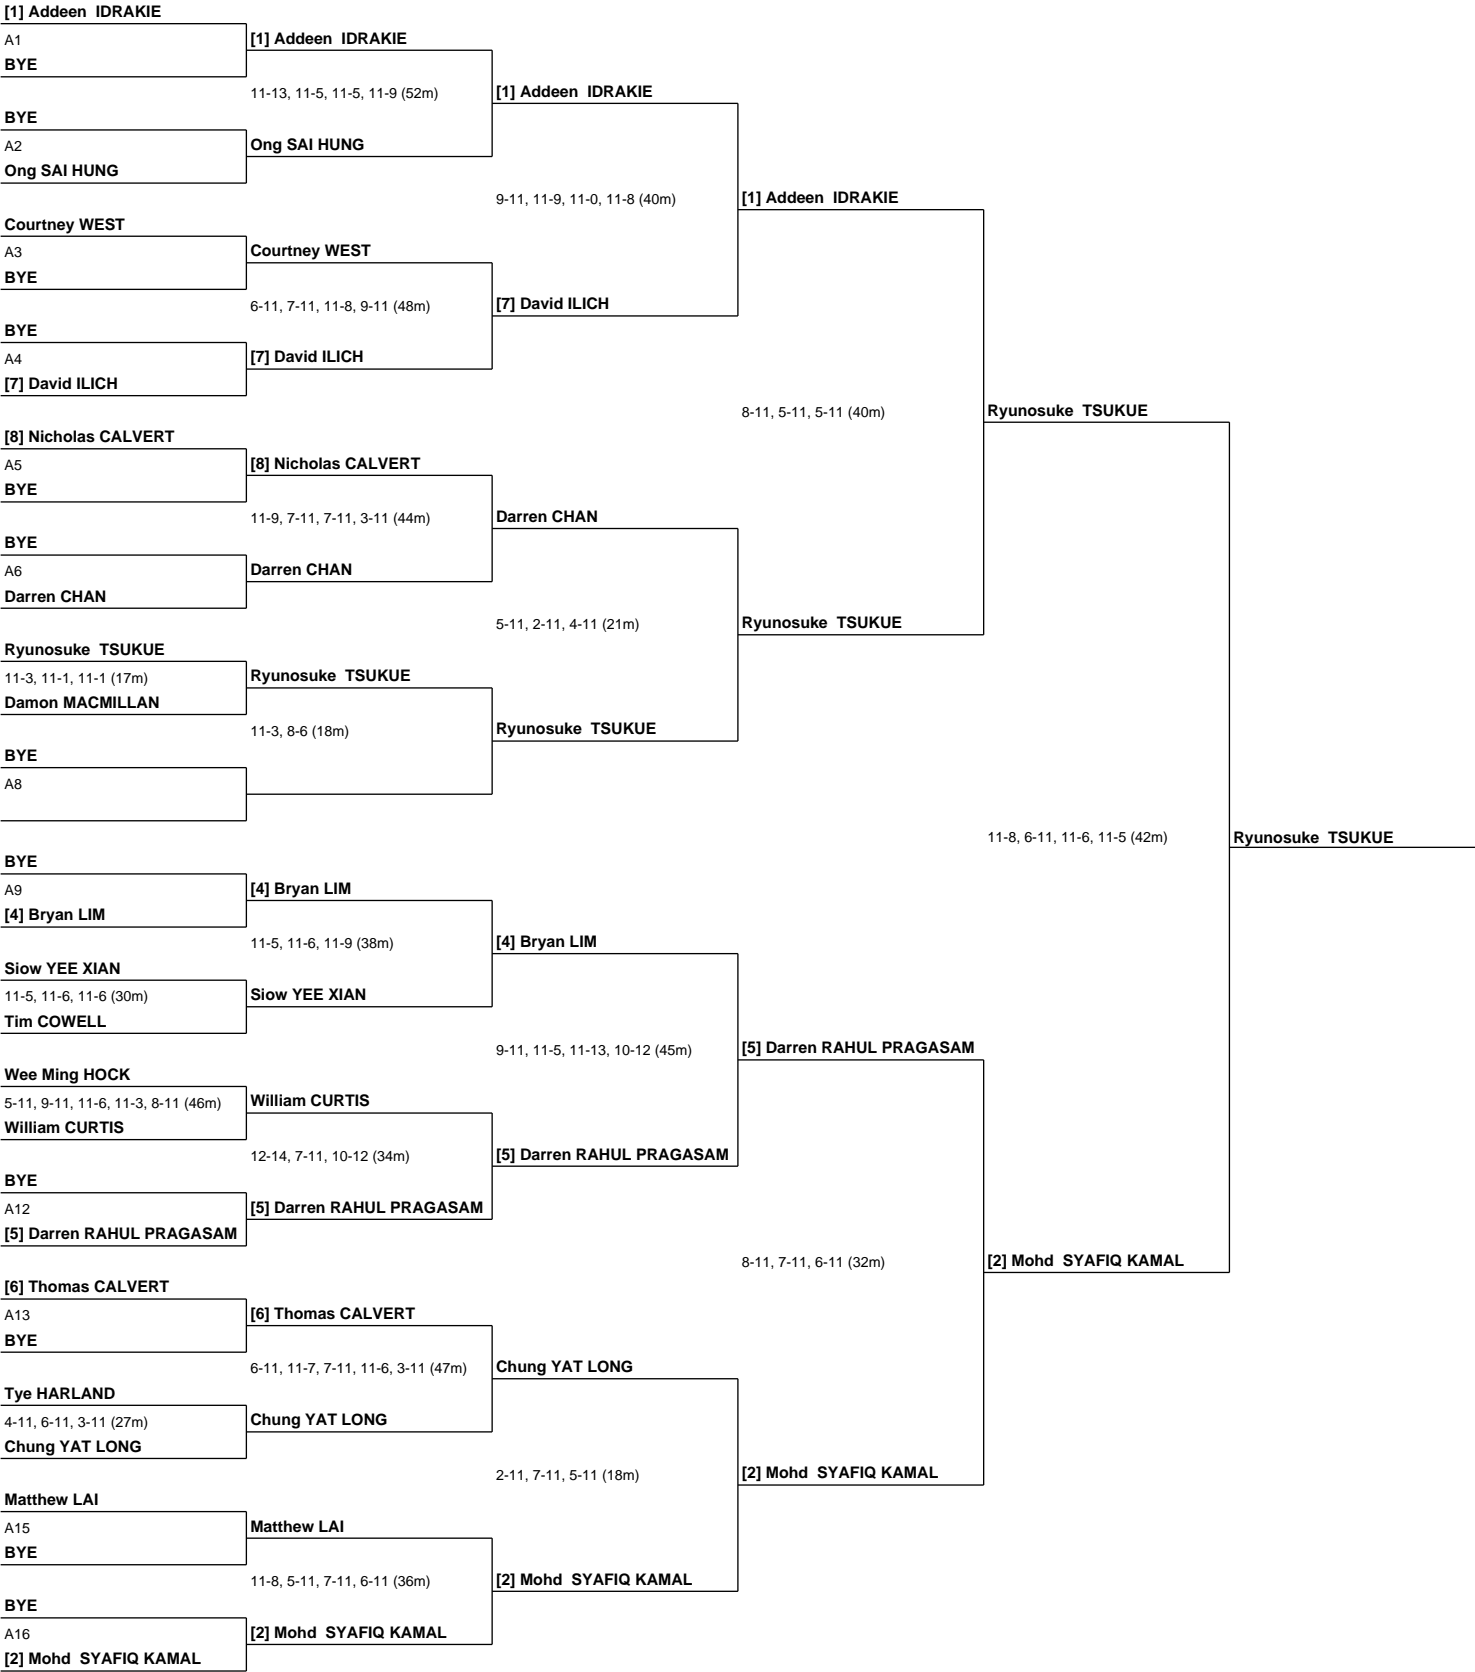 [1] Addeen IDRAKIE
A1
[1] Addeen IDRAKIE
BYE
11-13, 11-5, 11-5, 11-9 (52m)
[1] Addeen IDRAKIE
BYE
A2
Ong SAI HUNG
Ong SAI HUNG
9-11, 11-9, 11-0, 11-8 (40m)
[1] Addeen IDRAKIE
Courtney WEST
A3
Courtney WEST
BYE
6-11, 7-11, 11-8, 9-11 (48m)
[7] David ILICH
BYE
A4
[7] David ILICH
[7] David ILICH
8-11, 5-11, 5-11 (40m)
Ryunosuke TSUKUE
[8] Nicholas CALVERT
A5
[8] Nicholas CALVERT
BYE
11-9, 7-11, 7-11, 3-11 (44m)
Darren CHAN
BYE
A6
Darren CHAN
Darren CHAN
5-11, 2-11, 4-11 (21m)
Ryunosuke TSUKUE
Ryunosuke TSUKUE
11-3, 11-1, 11-1 (17m)
Ryunosuke TSUKUE
Damon MACMILLAN
11-3, 8-6 (18m)
Ryunosuke TSUKUE
BYE
A8
11-8, 6-11, 11-6, 11-5 (42m)
Ryunosuke TSUKUE
BYE
A9
[4] Bryan LIM
[4] Bryan LIM
11-5, 11-6, 11-9 (38m)
[4] Bryan LIM
Siow YEE XIAN
11-5, 11-6, 11-6 (30m)
Siow YEE XIAN
Tim COWELL
9-11, 11-5, 11-13, 10-12 (45m)
[5] Darren RAHUL PRAGASAM
Wee Ming HOCK
5-11, 9-11, 11-6, 11-3, 8-11 (46m)
William CURTIS
William CURTIS
12-14, 7-11, 10-12 (34m)
[5] Darren RAHUL PRAGASAM
BYE
A12
[5] Darren RAHUL PRAGASAM
[5] Darren RAHUL PRAGASAM
8-11, 7-11, 6-11 (32m)
[2] Mohd SYAFIQ KAMAL
[6] Thomas CALVERT
A13
[6] Thomas CALVERT
BYE
6-11, 11-7, 7-11, 11-6, 3-11 (47m)
Chung YAT LONG
Tye HARLAND
4-11, 6-11, 3-11 (27m)
Chung YAT LONG
Chung YAT LONG
2-11, 7-11, 5-11 (18m)
[2] Mohd SYAFIQ KAMAL
Matthew LAI
A15
Matthew LAI
BYE
11-8, 5-11, 7-11, 6-11 (36m)
[2] Mohd SYAFIQ KAMAL
BYE
A16
[2] Mohd SYAFIQ KAMAL
[2] Mohd SYAFIQ KAMAL